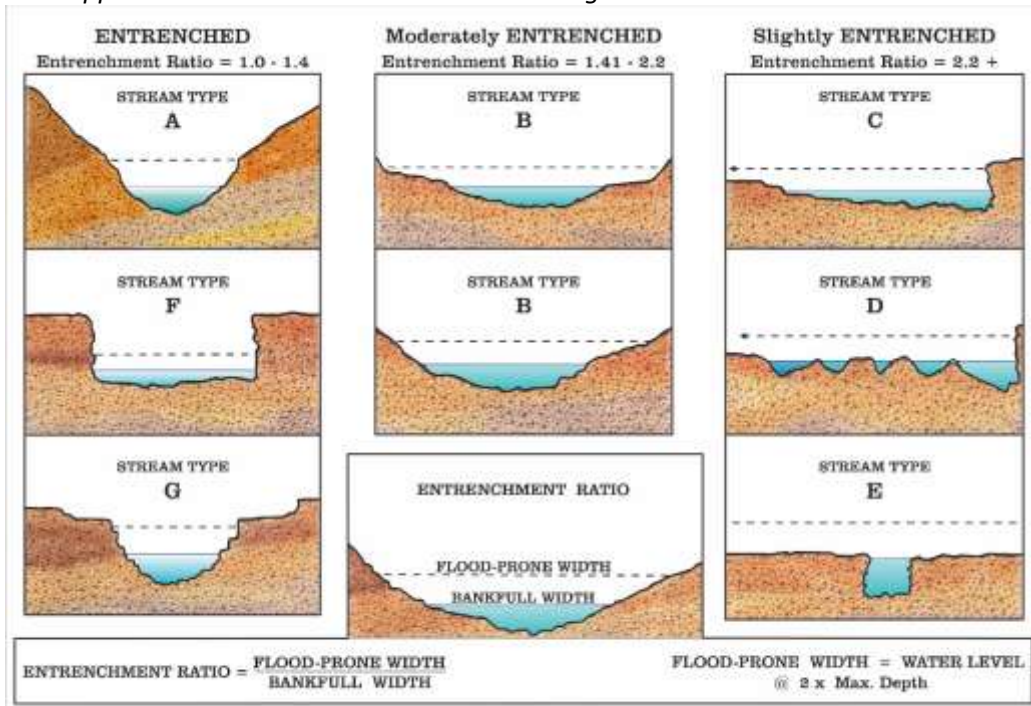 ENTRENCHED
Entrenchment Ratio = 1.0 - 1.4
STREAM TYPE
A
STREAM TYPE
F
STREAM TYPE
G
Moderately ENTRENCHED
Entrenchment Ratio = 1.41 - 2.2
STREAM TYPE
B
STREAM TYPE
B
Slightly ENTRENCHED
Entrenchment Ratio = 2.2 +
STREAM TYPE
C
STREAM TYPE
D
STREAM TYPE
E
ENTRENCHMENT RATIO
FLOOD-PRONE WIDTH
BANKFULL WIDTH
ENTRENCHMENT RATIO = FLOOD-PRONE WIDTH
BANKFULL WIDTH
FLOOD-PRONE WIDTH = WATER LEVEL
@ 2 x Max. Depth